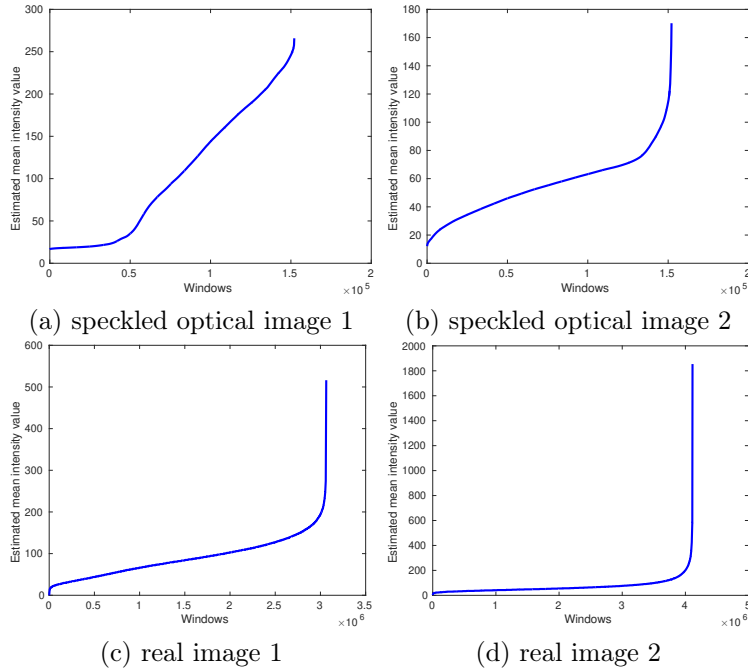 300
250
200
150
100
50
0
Estimated mean intensity value
0 0.5 1 1.5 2
Windows ×10^5
(a) speckled optical image 1
180
160
140
120
100
80
60
40
20
0
Estimated mean intensity value
0 0.5 1 1.5 2
Windows ×10^5
(b) speckled optical image 2
600
500
400
300
200
100
0
Estimated mean intensity value
0 0.5 1 1.5 2 2.5 3 3.5
Windows ×10^6
(c) real image 1
2000
1800
1600
1400
1200
1000
800
600
400
200
0
Estimated mean intensity value
0 1 2 3 4 5
Windows ×10^6
(d) real image 2